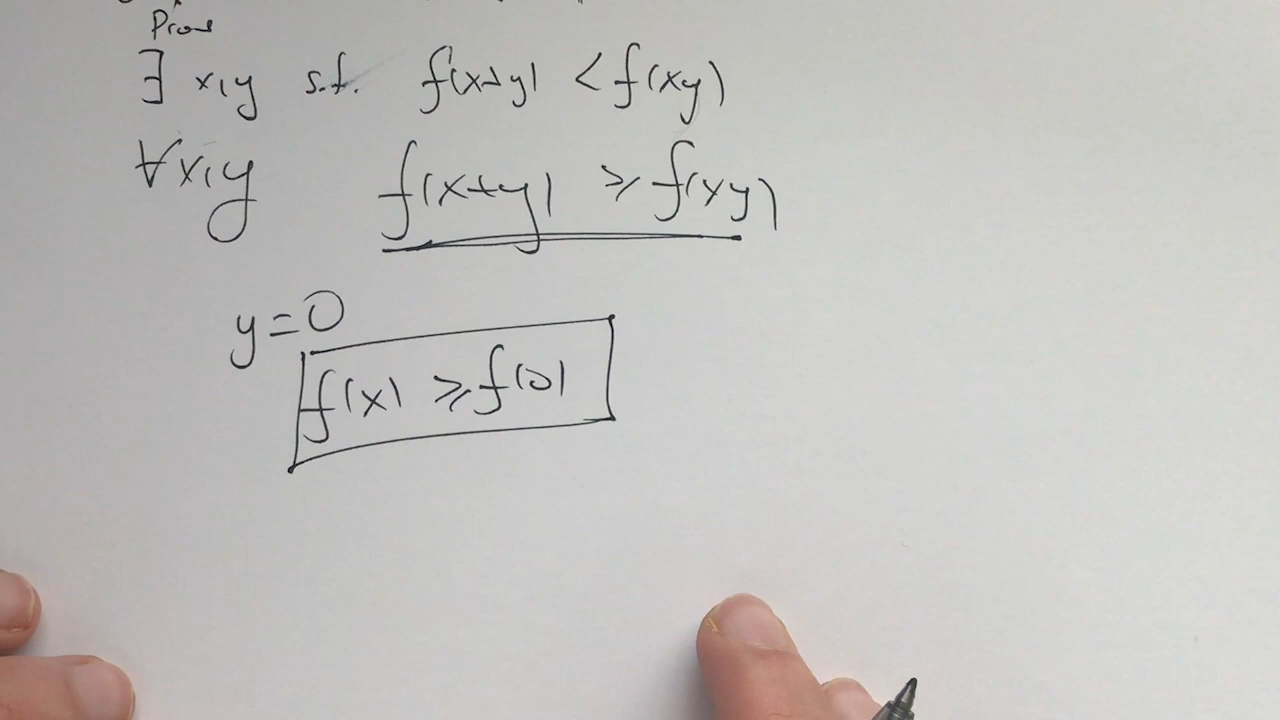 Prove
∃ x,y s.t. f(x+y) < f(xy)
∀x,y f(x+y) ⩾ f(xy)
y=0
f(x) ⩾ f(0)